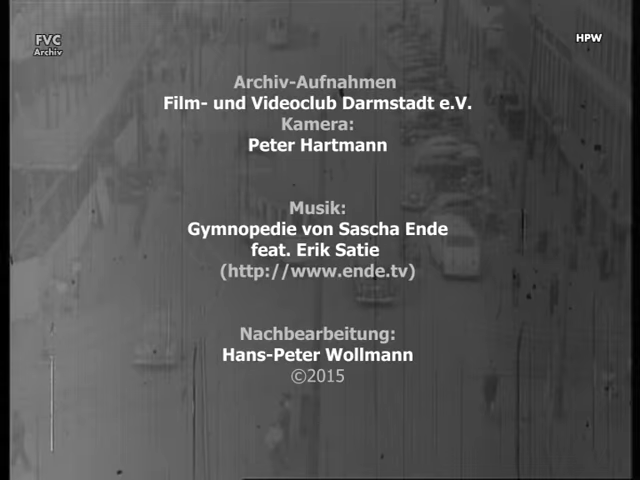 FVC
Archiv
HPW
Archiv-Aufnahmen
Film- und Videoclub Darmstadt e.V.
Kamera:
Peter Hartmann
Musik:
Gymnopedie von Sascha Ende
feat. Erik Satie
(http://www.ende.tv)
Nachbearbeitung:
Hans-Peter Wollmann
©2015